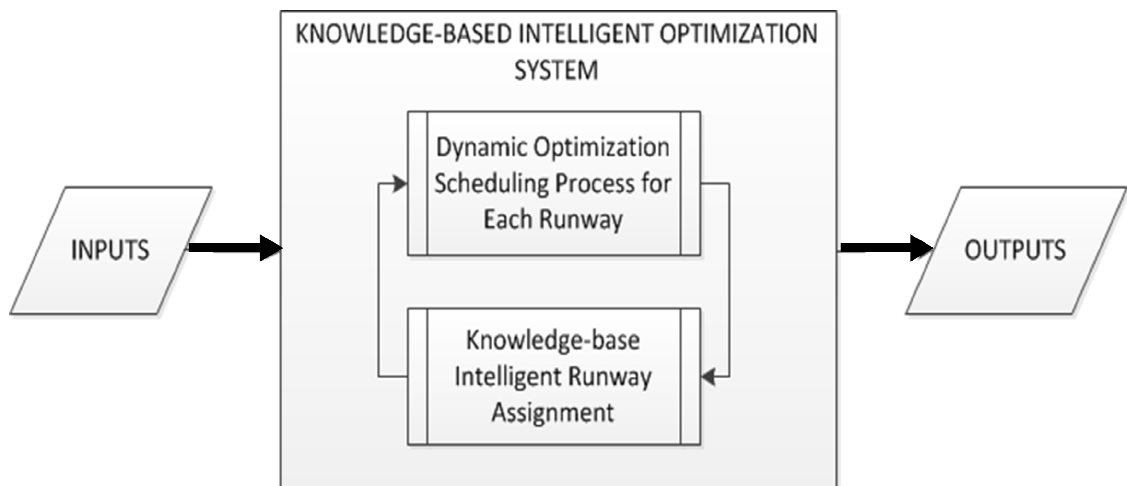 KNOWLEDGE-BASED INTELLIGENT OPTIMIZATION
SYSTEM
Dynamic Optimization
Scheduling Process for
Each Runway
INPUTS
OUTPUTS
Knowledge-base
Intelligent Runway
Assignment